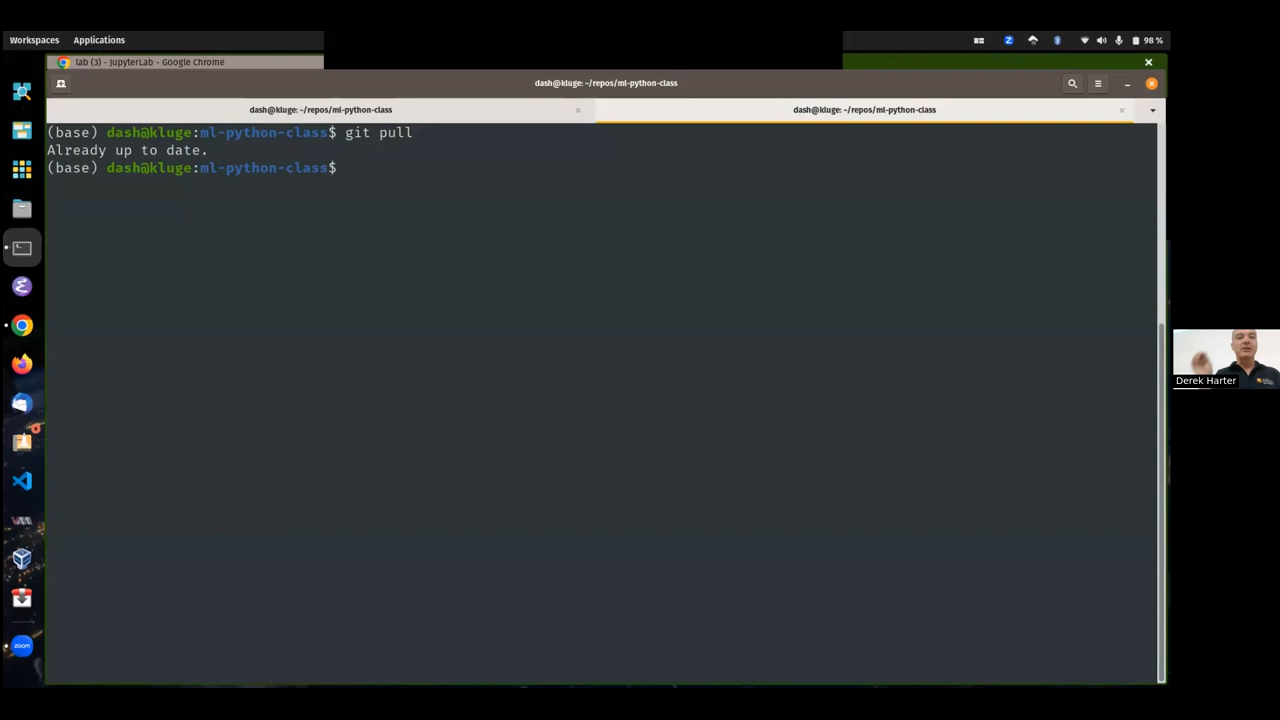 Workspaces Applications
98 %
lab (3) - JupyterLab - Google Chrome
dash@kluge: ~/repos/ml-python-class
dash@kluge: ~/repos/ml-python-class
dash@kluge: ~/repos/ml-python-class
(base) dash@kluge:ml-python-class$ git pull
Already up to date.
(base) dash@kluge:ml-python-class$
Derek Harter
zoom